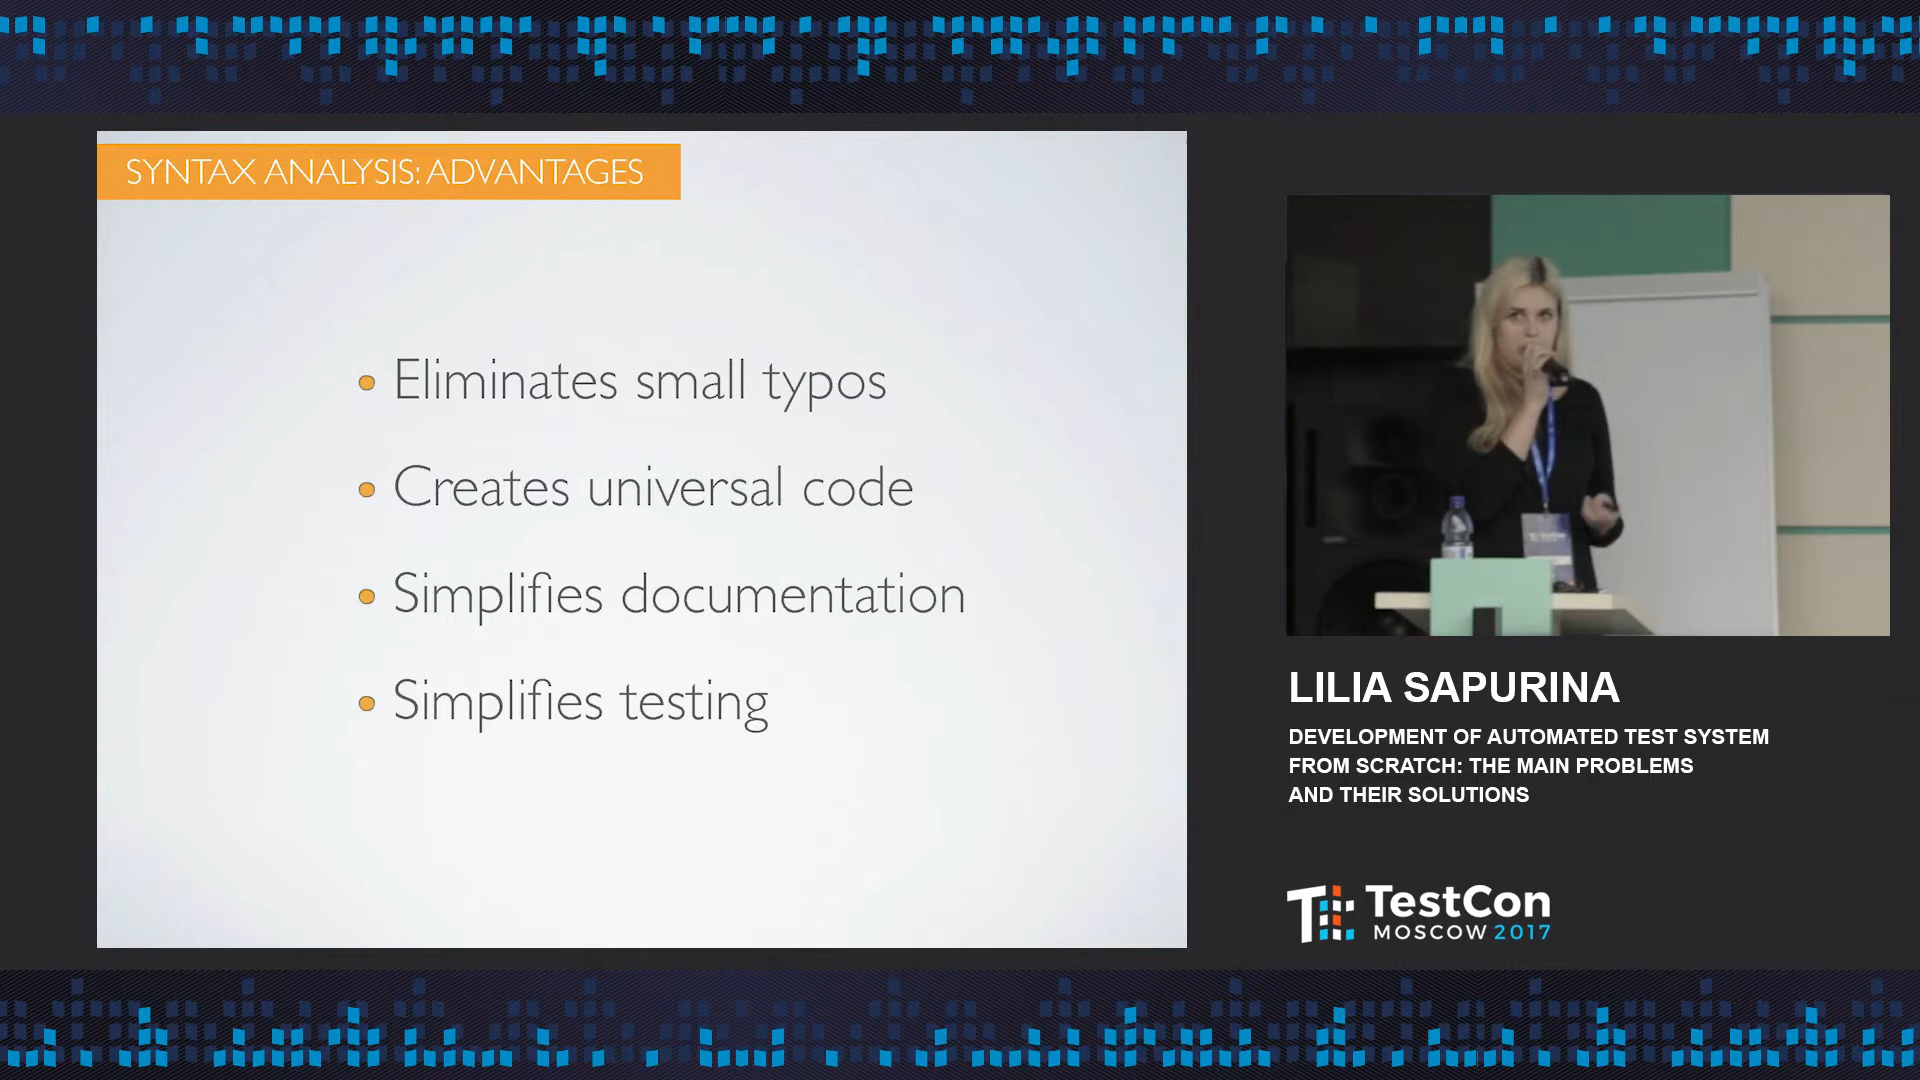 SYNTAX ANALYSIS: ADVANTAGES
Eliminates small typos
Creates universal code
Simplifies documentation
Simplifies testing
LILIA SAPURINA
DEVELOPMENT OF AUTOMATED TEST SYSTEM
FROM SCRATCH: THE MAIN PROBLEMS
AND THEIR SOLUTIONS
TestCon
MOSCOW 2017